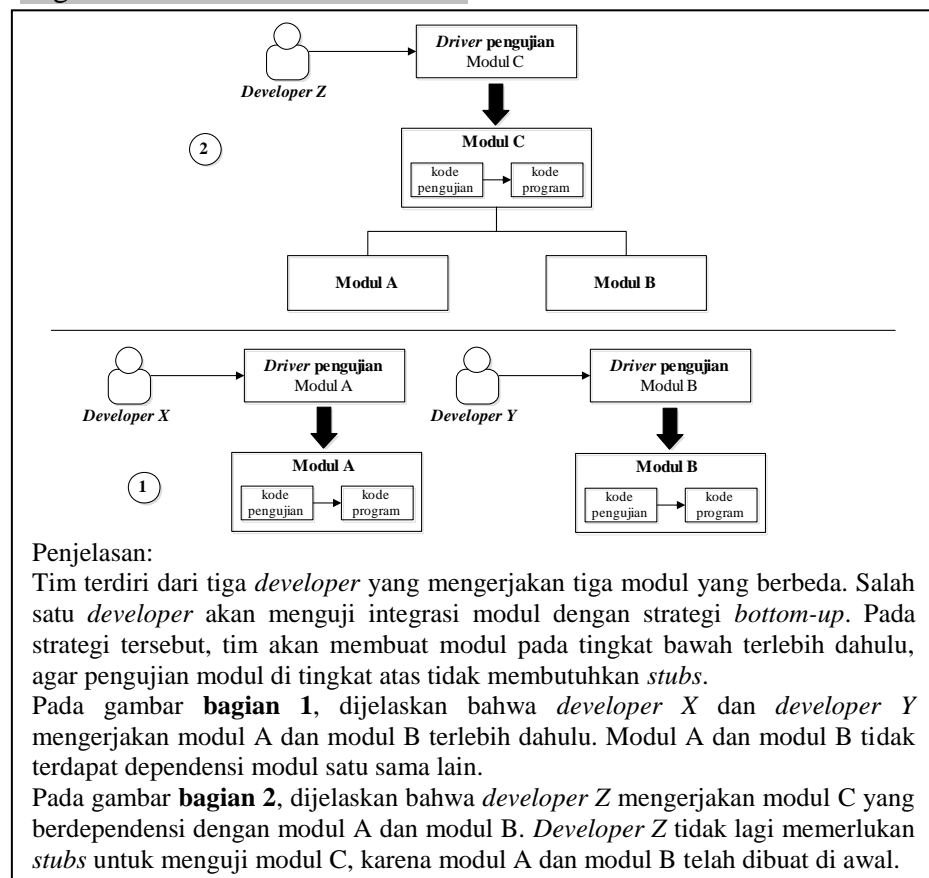 Driver pengujian
Modul C
Developer Z
2
Modul C
kode
pengujian
kode
program
Modul A
Modul B
Driver pengujian
Modul A
Developer X
Driver pengujian
Modul B
Developer Y
1
Modul A
kode
pengujian
kode
program
Modul B
kode
pengujian
kode
program
Penjelasan:
Tim terdiri dari tiga developer yang mengerjakan tiga modul yang berbeda. Salah
satu developer akan menguji integrasi modul dengan strategi bottom-up. Pada
strategi tersebut, tim akan membuat modul pada tingkat bawah terlebih dahulu,
agar pengujian modul di tingkat atas tidak membutuhkan stubs.
Pada gambar bagian 1, dijelaskan bahwa developer X dan developer Y
mengerjakan modul A dan modul B terlebih dahulu. Modul A dan modul B tidak
terdapat dependensi modul satu sama lain.
Pada gambar bagian 2, dijelaskan bahwa developer Z mengerjakan modul C yang
berdependensi dengan modul A dan modul B. Developer Z tidak lagi memerlukan
stubs untuk menguji modul C, karena modul A dan modul B telah dibuat di awal.